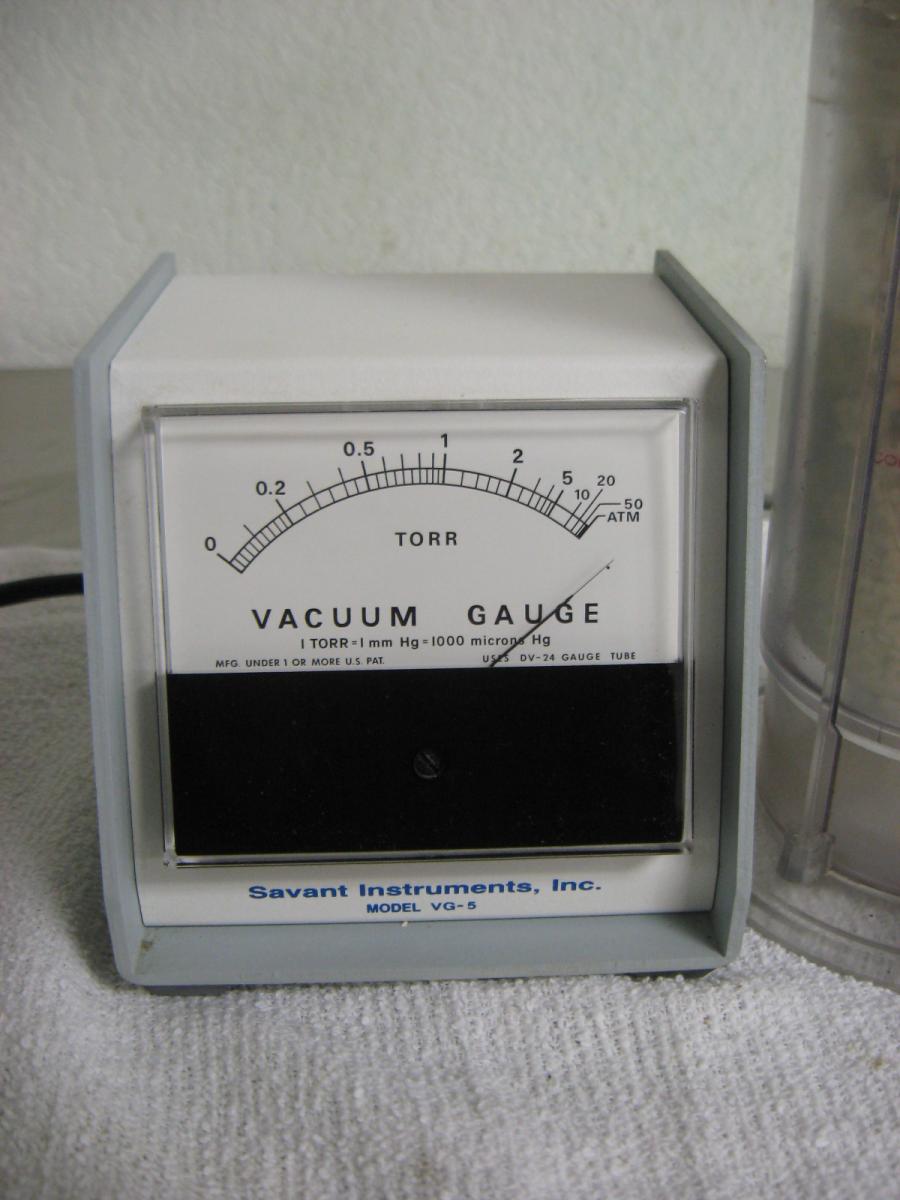 0 0.2 0.5 1 2 5 10 20 50 ATM
TORR
VACUUM GAUGE
1 TORR=1 mm Hg=1000 microns Hg
MFG. UNDER 1 OR MORE U.S. PAT. USES DV-24 GAUGE TUBE
Savant Instruments, Inc.
MODEL VG-5